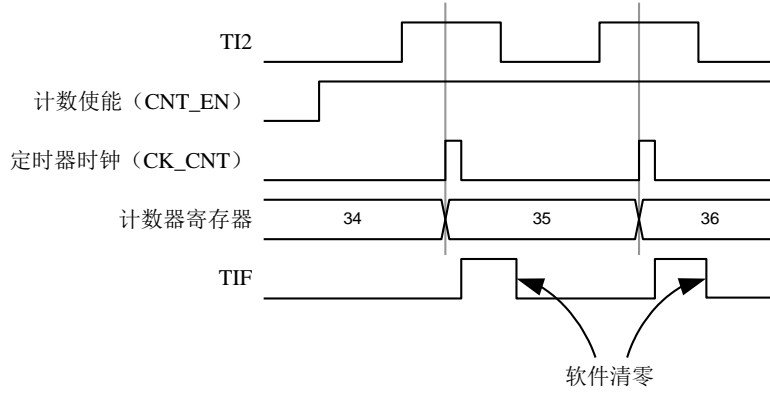 TI2
计数使能（CNT_EN）
定时器时钟（CK_CNT）
计数器寄存器 34 35 36
TIF
软件清零